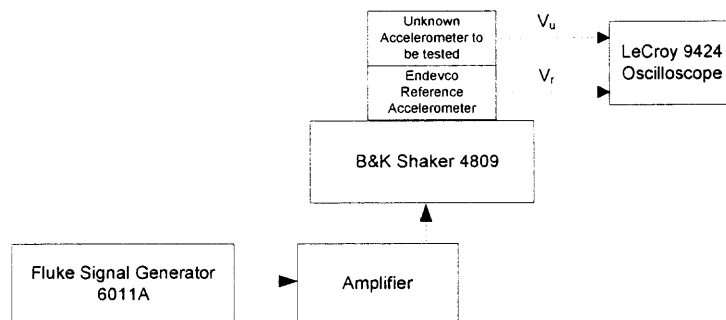 Unknown
Accelerometer to
be tested
Vu
LeCroy 9424
Oscilloscope
Endevco
Reference
Accelerometer
Vr
B&K Shaker 4809
Fluke Signal Generator
6011A
Amplifier